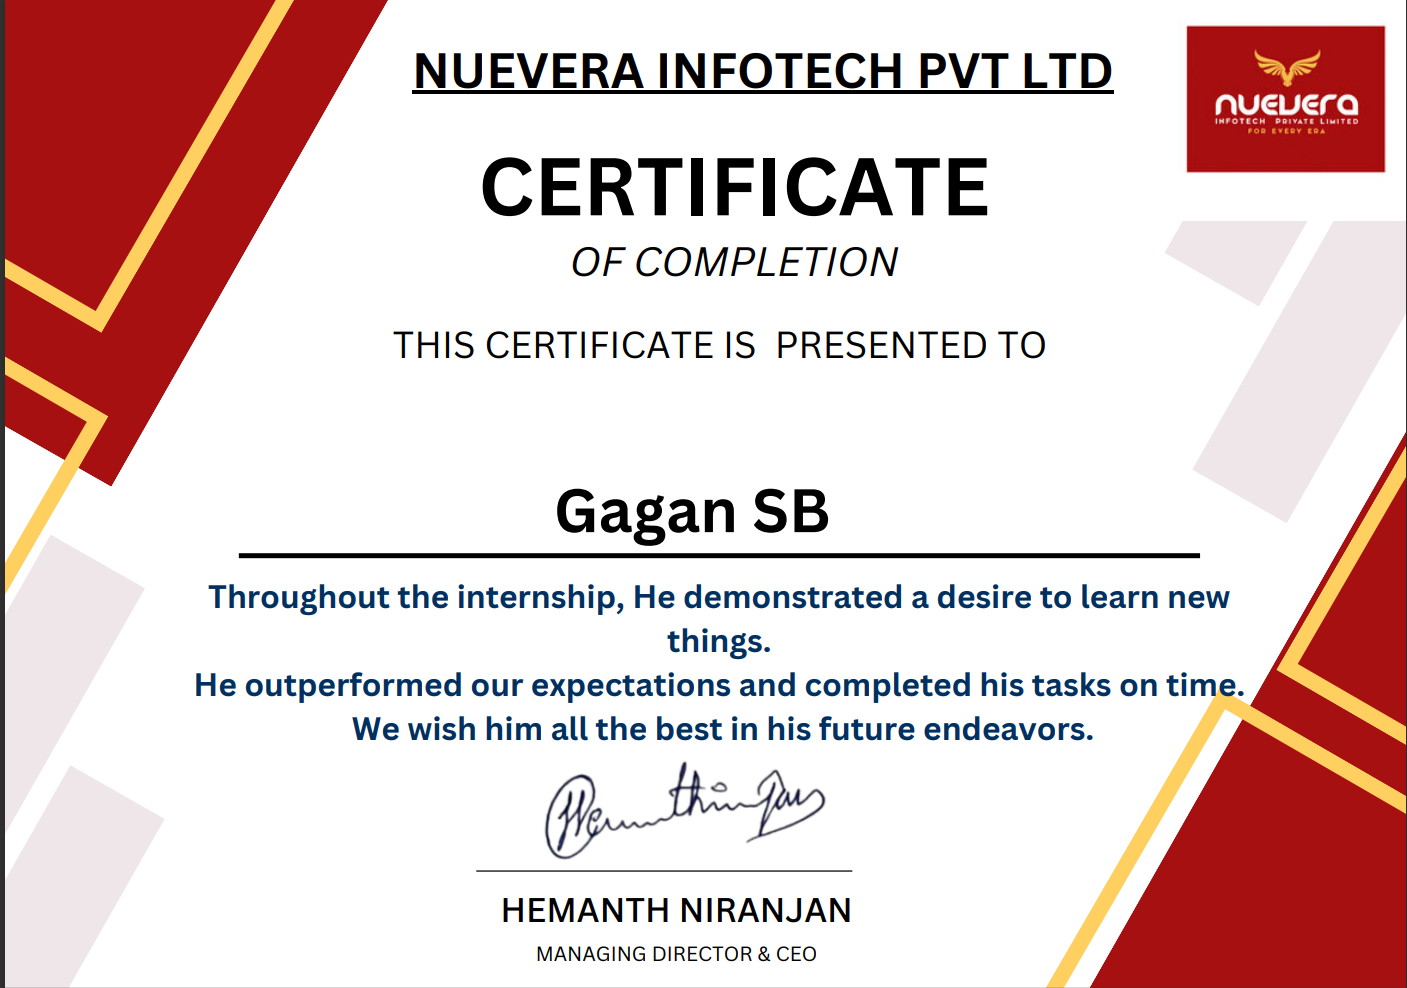 NUEVERA INFOTECH PVT LTD
nuevera
INFOTECH PRIVATE LIMITED
FOR EVERY ERA
CERTIFICATE
OF COMPLETION
THIS CERTIFICATE IS  PRESENTED TO
Gagan SB
Throughout the internship, He demonstrated a desire to learn new
things.
He outperformed our expectations and completed his tasks on time.
We wish him all the best in his future endeavors.
HEMANTH NIRANJAN
MANAGING DIRECTOR & CEO